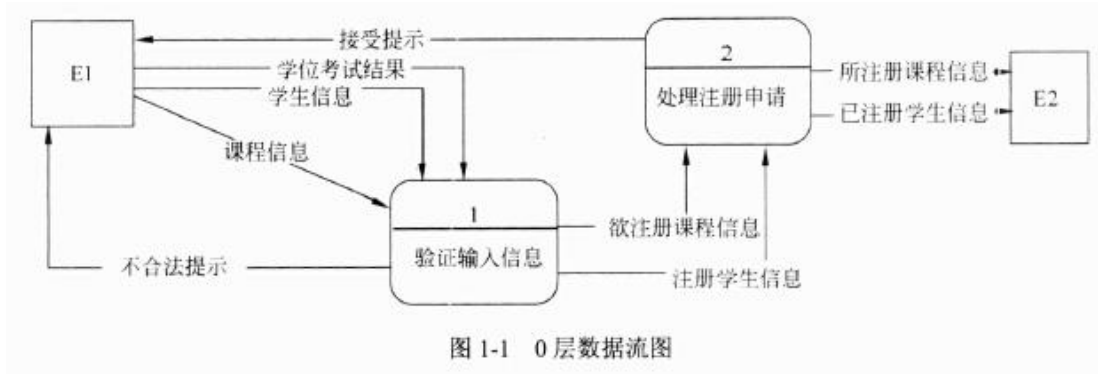 接受提示
E1
学位考试结果
学生信息
课程信息
2
处理注册申请
所注册课程信息
已注册学生信息
E2
1
验证输入信息
欲注册课程信息
不合法提示
注册学生信息
图 1-1 0 层数据流图